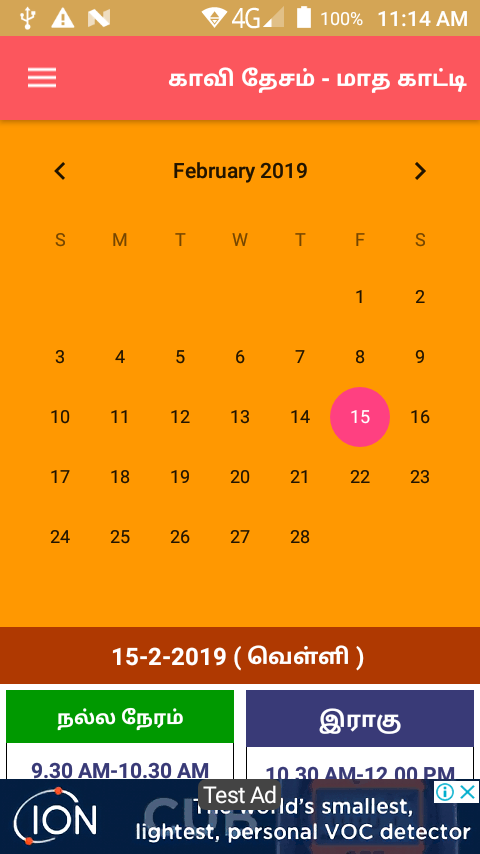 4G 100% 11:14 AM
காவி தேசம் - மாத காட்டி
February 2019
S M T W T F S
1 2
3 4 5 6 7 8 9
10 11 12 13 14 15 16
17 18 19 20 21 22 23
24 25 26 27 28
15-2-2019 ( வெள்ளி )
நல்ல நேரம்
இராகு
9.30 AM-10.30 AM
10.30 AM-12.00 PM
Test Ad
ION
The world's smallest,
lightest, personal VOC detector